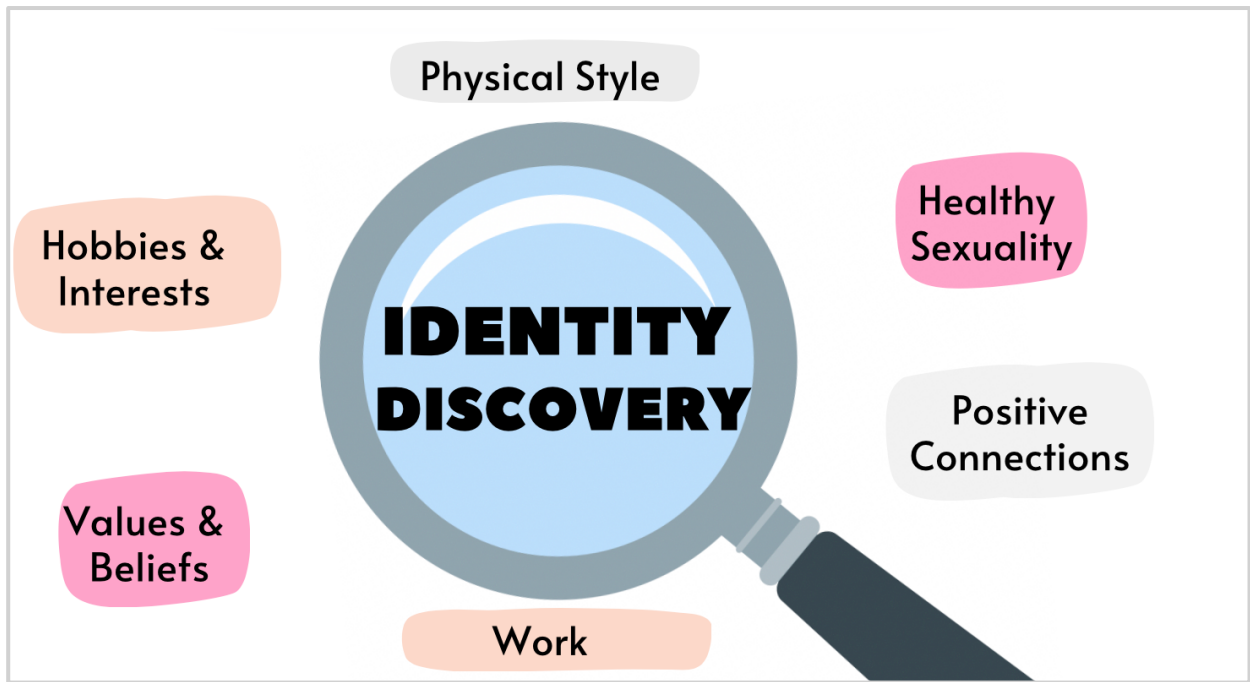 Physical Style
Hobbies &
Interests
Healthy
Sexuality
IDENTITY
DISCOVERY
Positive
Connections
Values &
Beliefs
Work